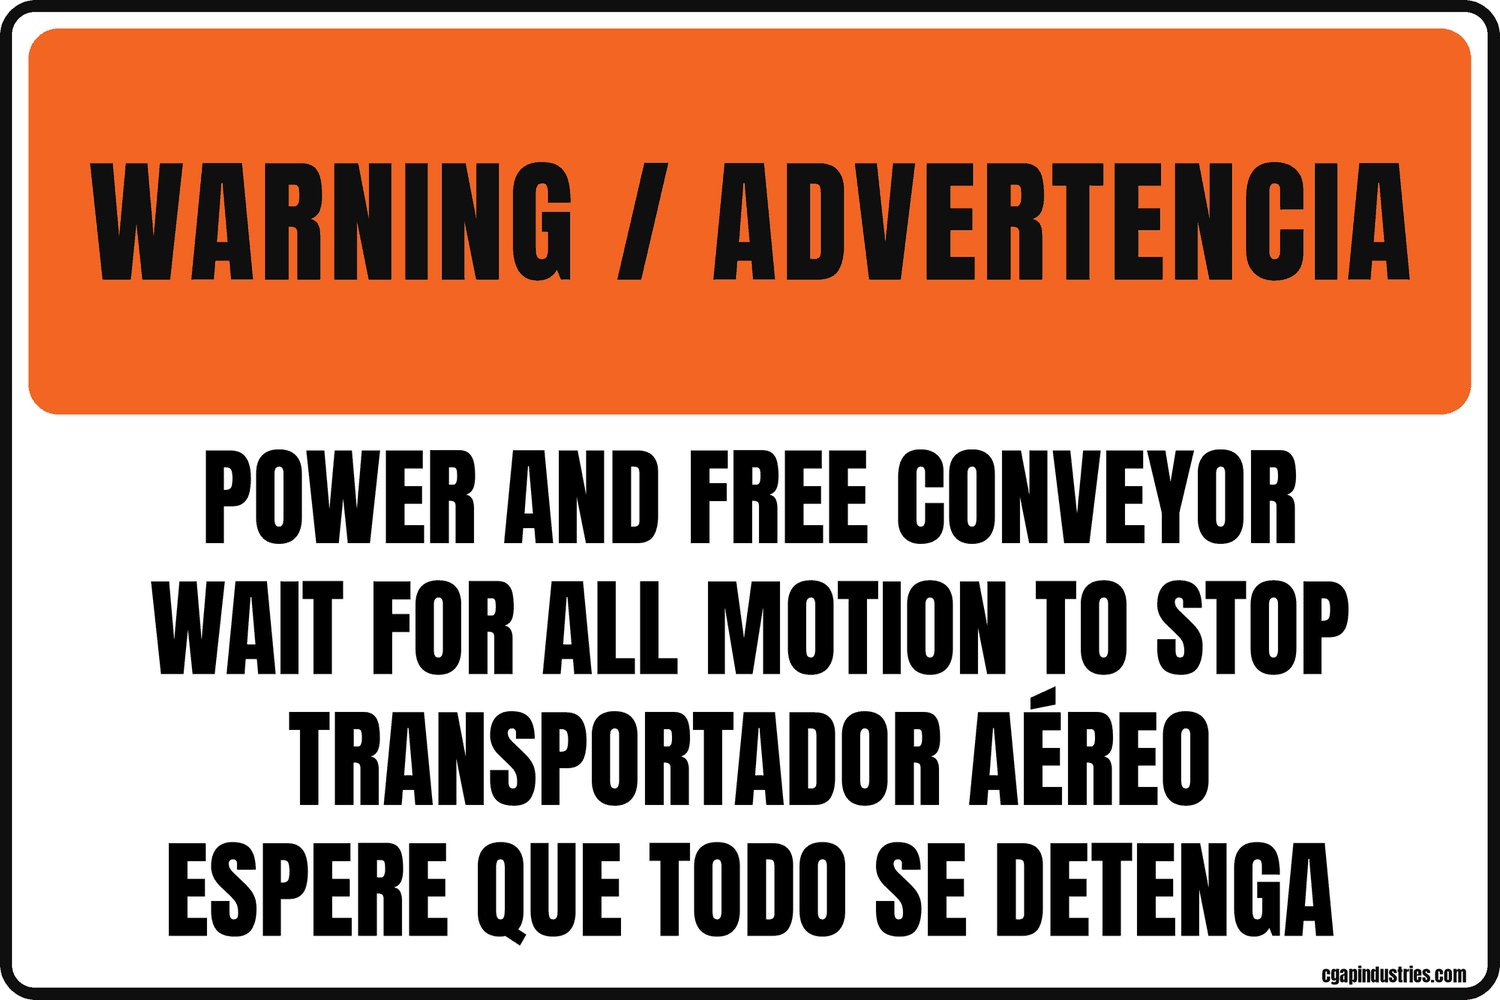 WARNING / ADVERTENCIA
POWER AND FREE CONVEYOR
WAIT FOR ALL MOTION TO STOP
TRANSPORTADOR AÉREO
ESPERE QUE TODO SE DETENGA
cgapindustries.com